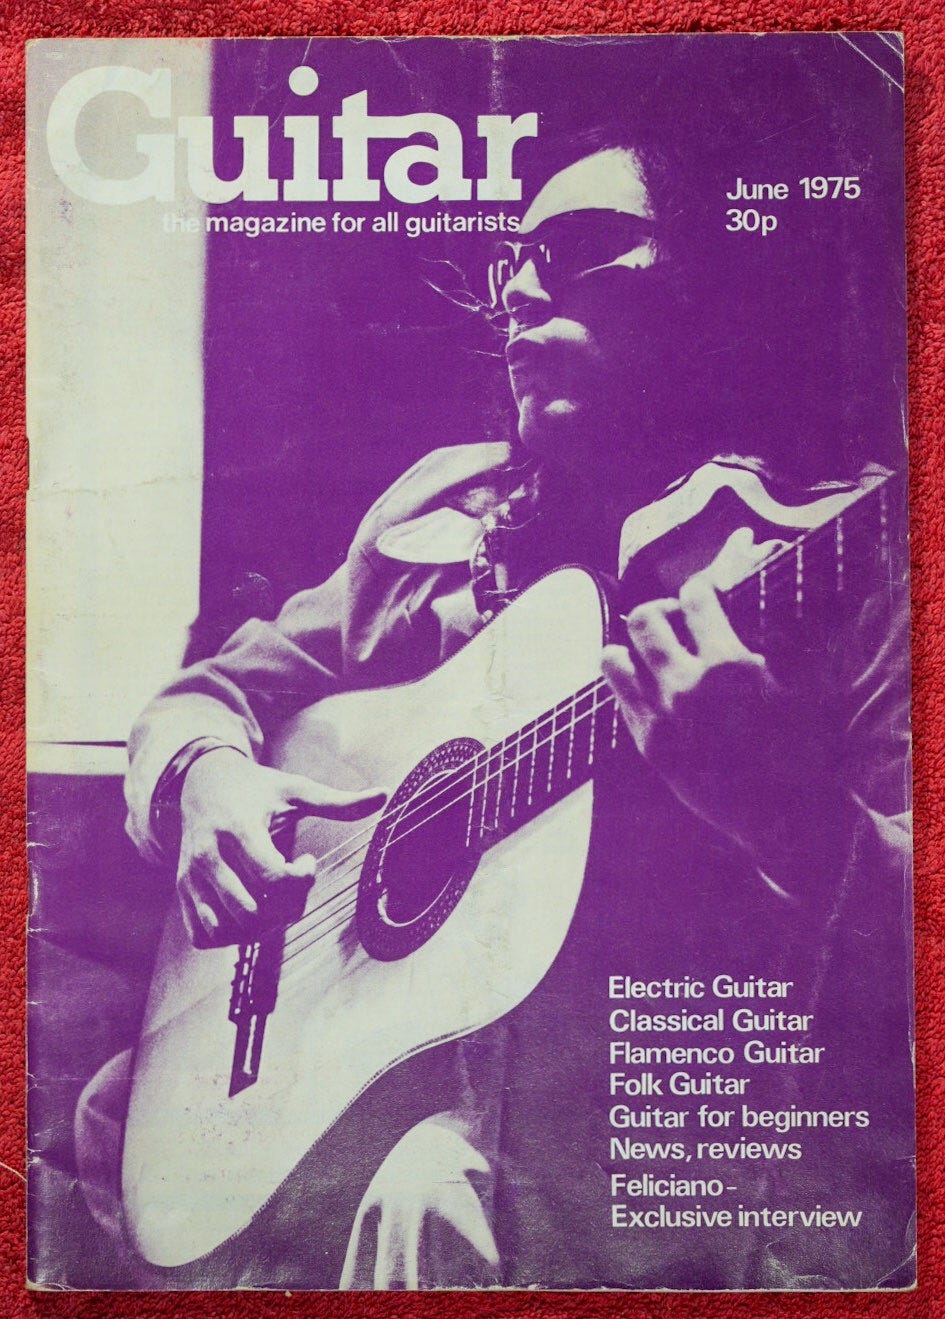 Guitar
the magazine for all guitarists
June 1975
30p
Electric Guitar
Classical Guitar
Flamenco Guitar
Folk Guitar
Guitar for beginners
News, reviews
Feliciano-
Exclusive interview